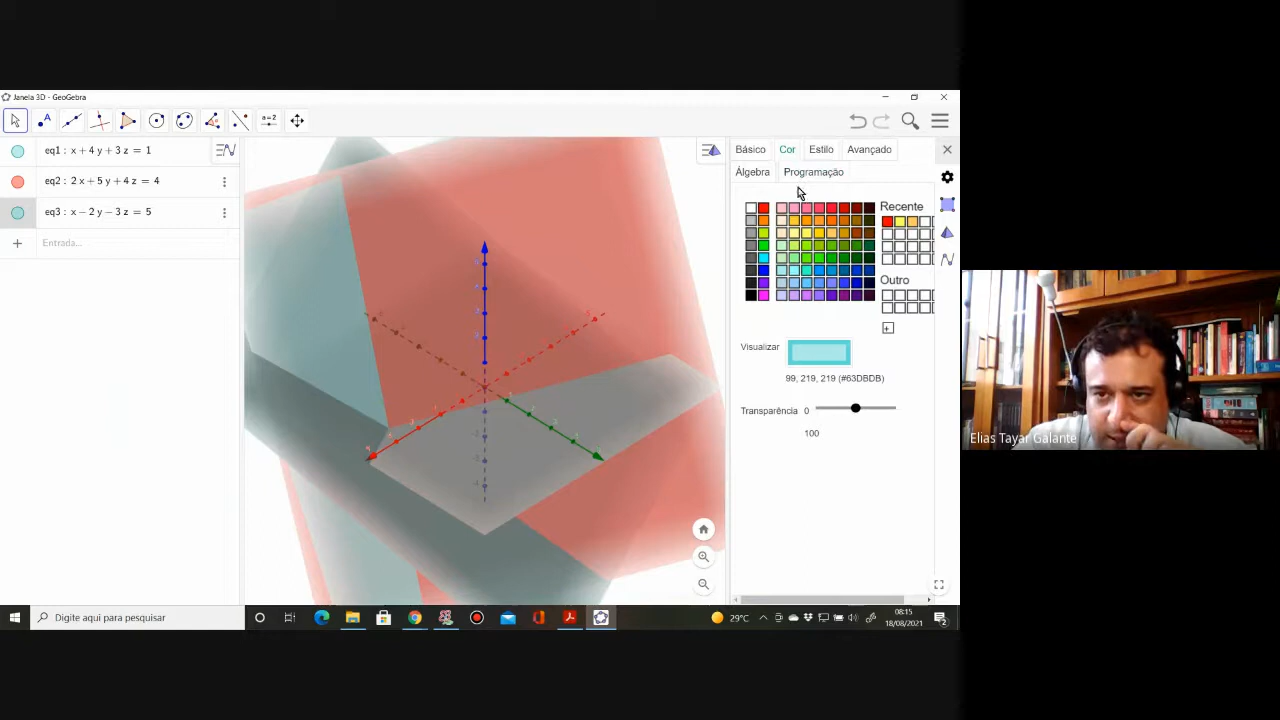 Janela 3D - GeoGebra
a=2
eq1 : x + 4 y + 3 z = 1
eq2 : 2 x + 5 y + 4 z = 4
eq3 : x − 2 y − 3 z = 5
Entrada...
Básico Cor Estilo Avançado
Álgebra Programação
Recente
Outro
Visualizar
99, 219, 219 (#63DBDB)
Transparência 0
100
Elias Tayar Galante
Digite aqui para pesquisar
29°C
08:15
18/08/2021
2